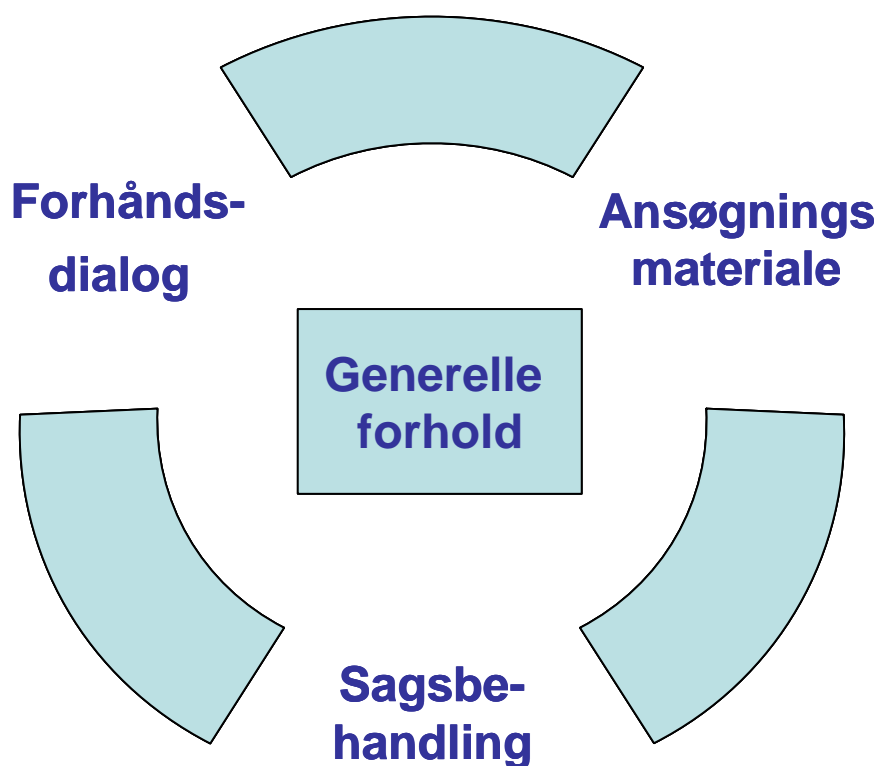 Forhånds-
dialog
Ansøgnings
materiale
Generelle
forhold
Sagsbe-
handling